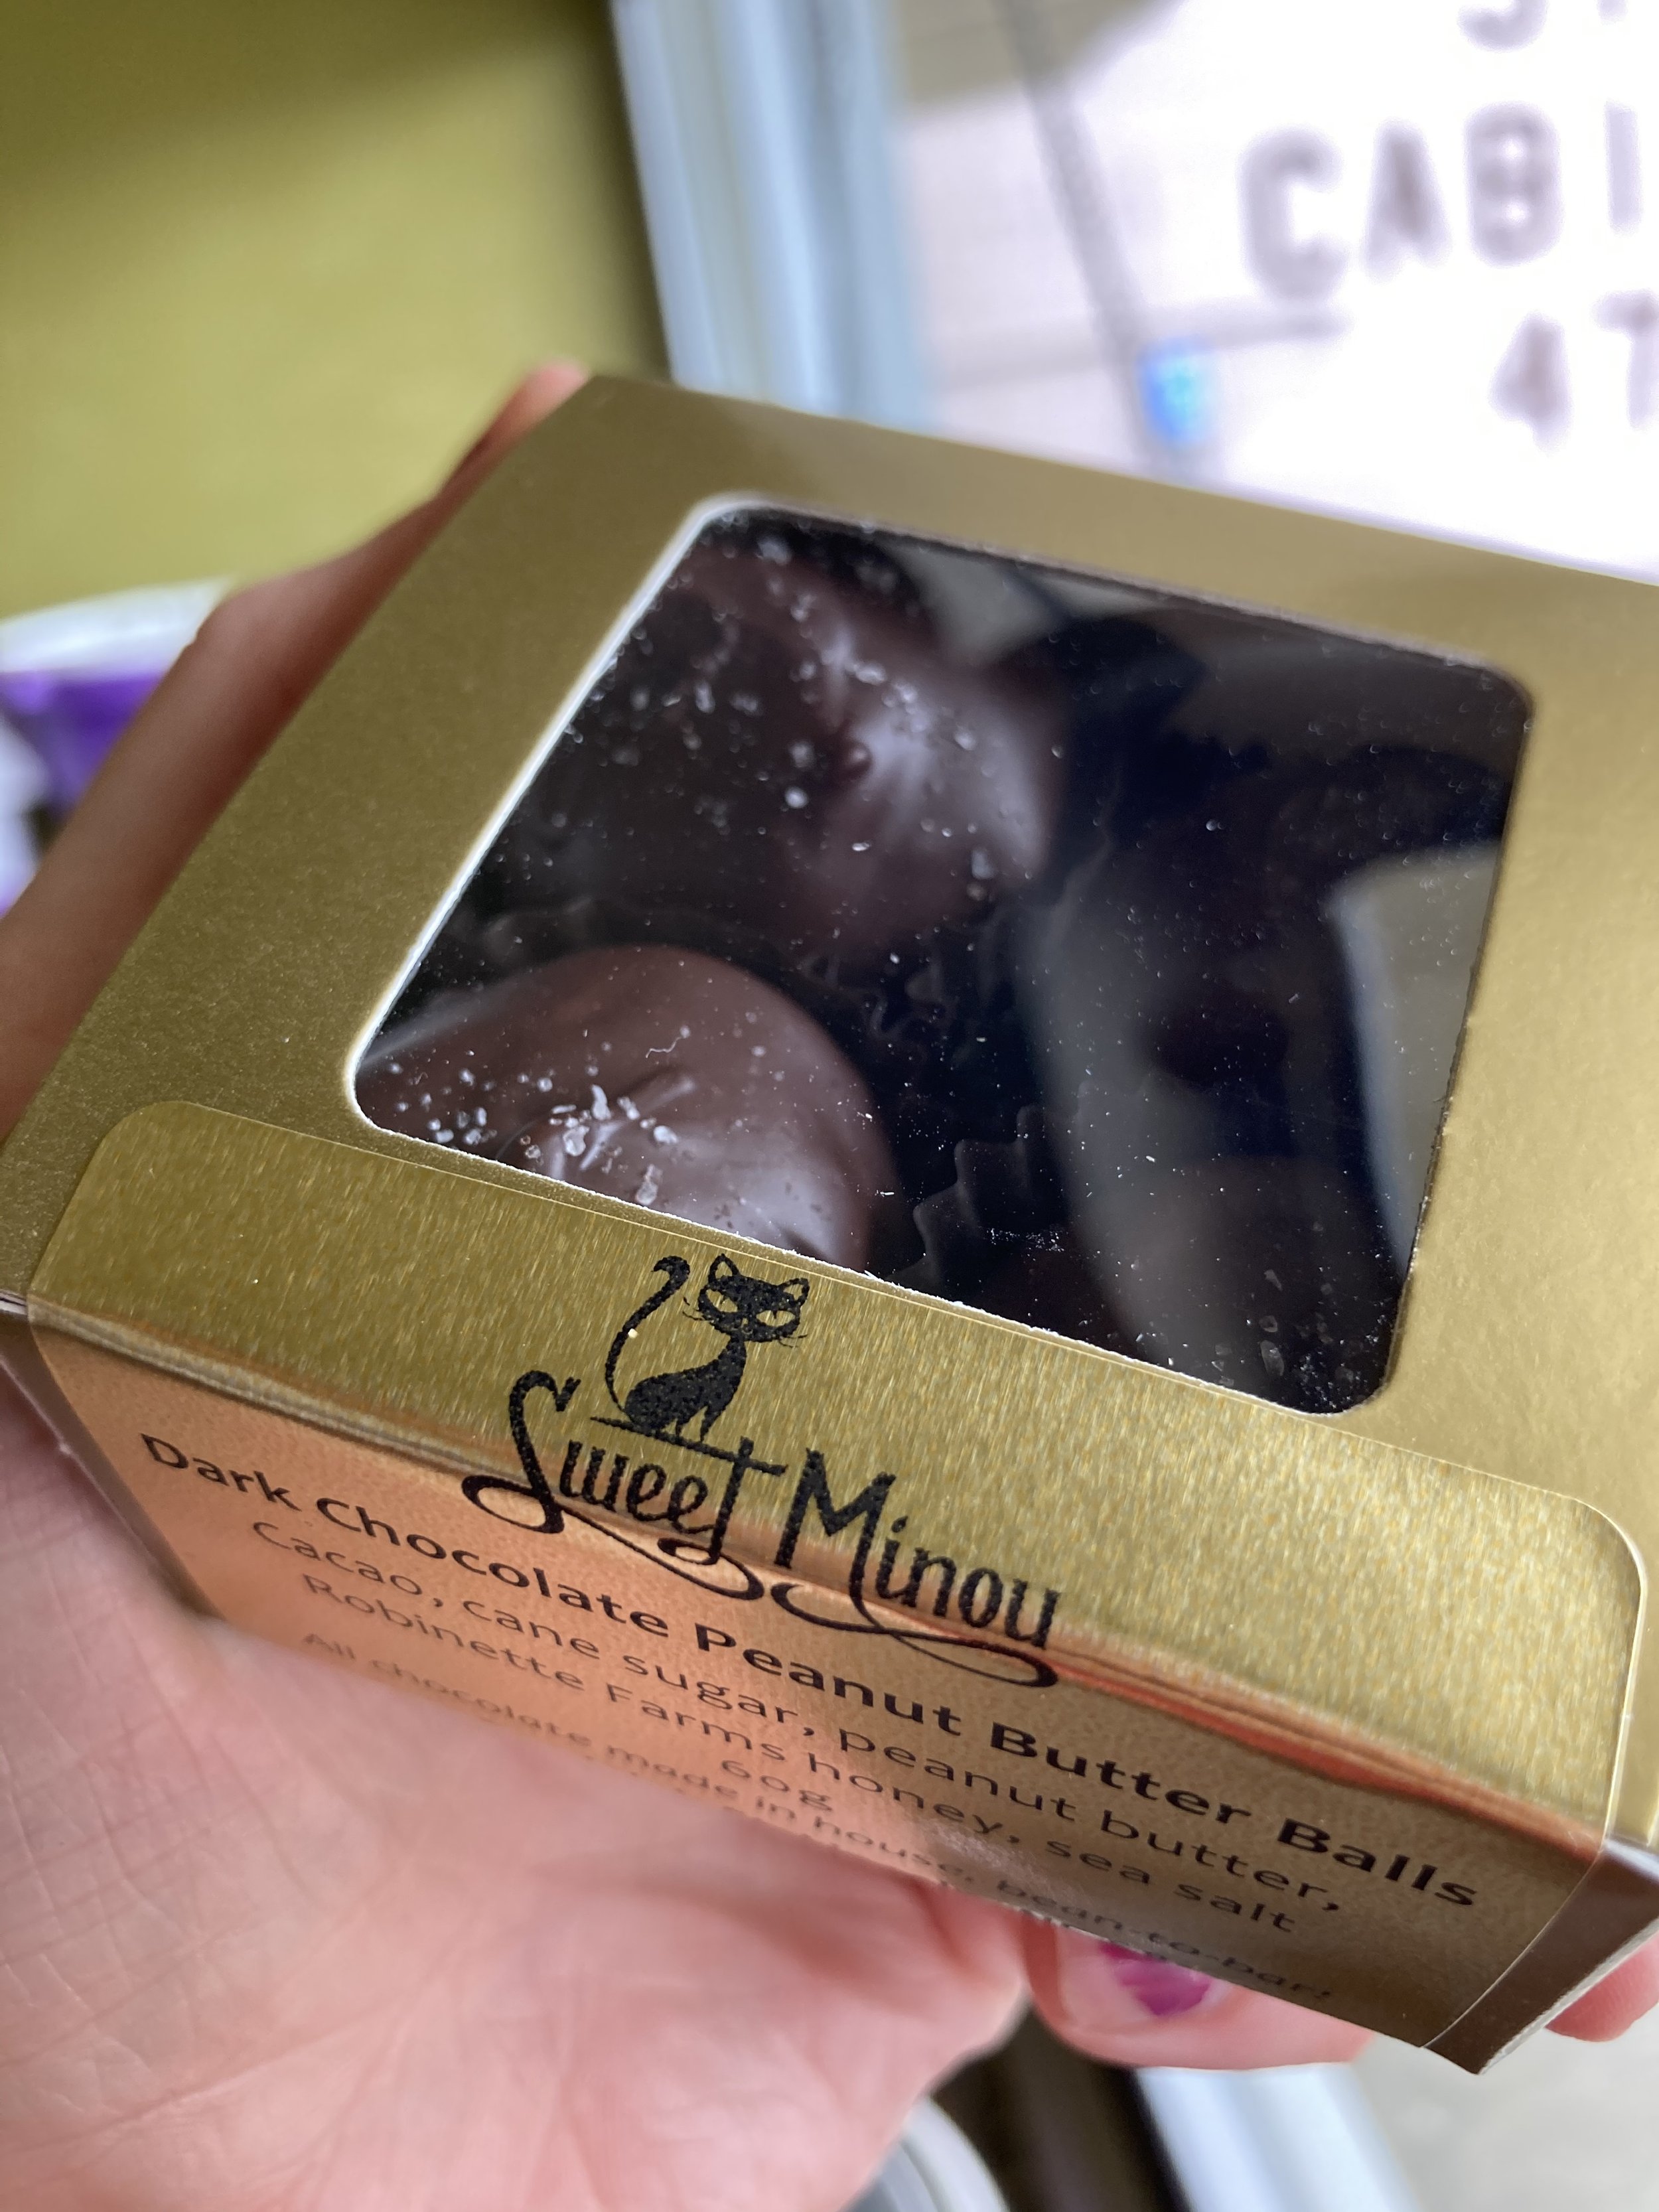 CABI
47
Sweet Minou
Dark Chocolate Peanut Butter Balls
Cacao, cane sugar, peanut butter,
Robinette Farms honey, sea salt
60g
All chocolate made in house, bean-to-bar!